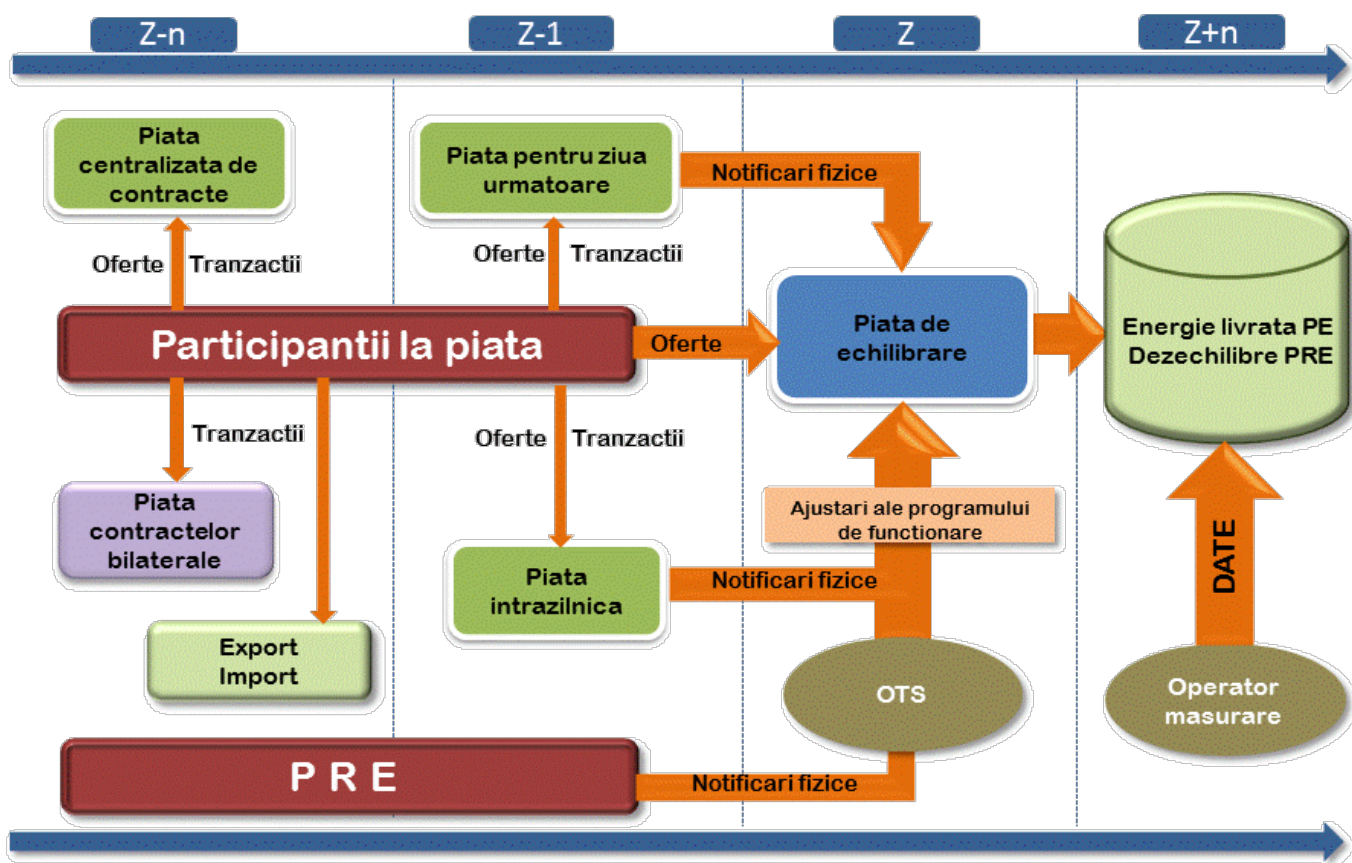 Z-n
Z-1
Z
Z+n
Piata
centralizata de
contracte
Piata pentru ziua
urmatoare
Notificari fizice
Oferte
Tranzactii
Oferte
Tranzactii
Participantii la piata
Oferte
Piata de
echilibrare
Energie livrata PE
Dezechilibre PRE
Tranzactii
Oferte
Tranzactii
Piata
contractelor
bilaterale
Ajustari ale programului
de functionare
DATE
Piata
intrazilnica
Notificari fizice
Export
Import
OTS
Operator
masurare
P R E
Notificari fizice